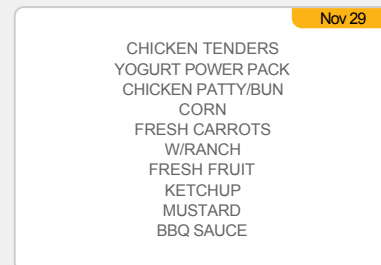 Nov 29
CHICKEN TENDERS
YOGURT POWER PACK
CHICKEN PATTY/BUN
CORN
FRESH CARROTS
W/RANCH
FRESH FRUIT
KETCHUP
MUSTARD
BBQ SAUCE